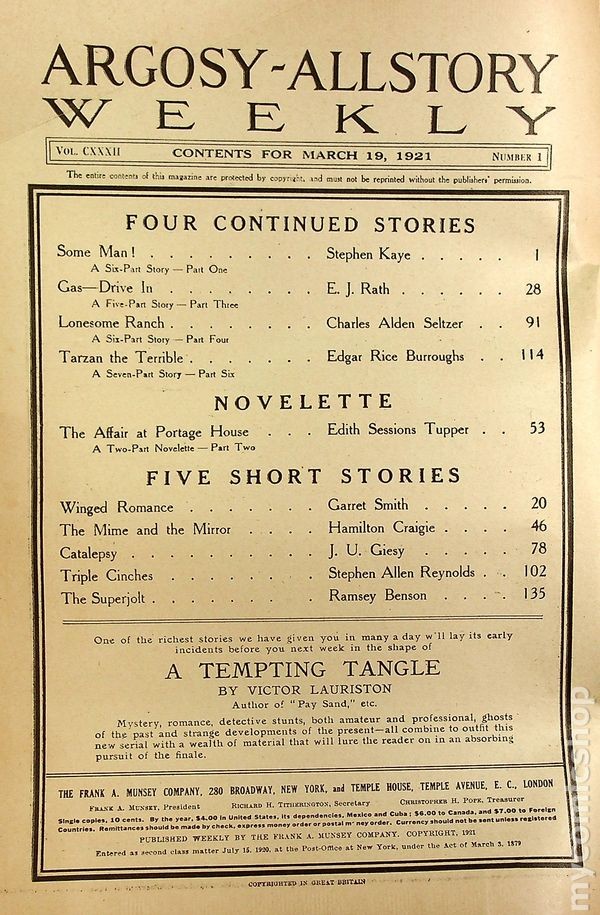 ARGOSY-ALLSTORY
WEEKLY
VOL. CXXXII CONTENTS FOR MARCH 19, 1921 NUMBER 1
The entire contents of this magazine are protected by copyright, and must not be reprinted without the publishers' permission.
FOUR CONTINUED STORIES
Some Man! . . . . . . . . . Stephen Kaye . . . . . 1
A Six-Part Story — Part One
Gas—Drive In . . . . . . . . E. J. Rath . . . . . . 28
A Five-Part Story — Part Three
Lonesome Ranch . . . . . . . . Charles Alden Seltzer . . 91
A Six-Part Story — Part Four
Tarzan the Terrible . . . . . . . Edgar Rice Burroughs . . 114
A Seven-Part Story — Part Six
NOVELETTE
The Affair at Portage House . . . Edith Sessions Tupper . . 53
A Two-Part Novelette — Part Two
FIVE SHORT STORIES
Winged Romance . . . . . . . Garret Smith . . . . . 20
The Mime and the Mirror . . . . Hamilton Craigie . . . . 46
Catalepsy . . . . . . . . . . J. U. Giesy . . . . . 78
Triple Cinches . . . . . . . . Stephen Allen Reynolds . . 102
The Superjolt . . . . . . . . . Ramsey Benson . . . . 135
One of the richest stories we have given you in many a day w'll lay its early
incidents before you next week in the shape of
A TEMPTING TANGLE
BY VICTOR LAURISTON
Author of "Pay Sand," etc.
Mystery, romance, detective stunts, both amateur and professional, ghosts
of the past and strange developments of the present—all combine to outfit this
new serial with a wealth of material that will lure the reader on in an absorbing
pursuit of the finale.
THE FRANK A. MUNSEY COMPANY, 280 BROADWAY, NEW YORK, and TEMPLE HOUSE, TEMPLE AVENUE, E. C., LONDON
FRANK A. MUNSEY, President RICHARD H. TITHERINGTON, Secretary CHRISTOPHER H. POPE, Treasurer
Single copies, 10 cents. By the year, $4.00 in United States, its dependencies, Mexico and Cuba; $6.00 to Canada, and $7.00 to Foreign
Countries. Remittances should be made by check, express money order or postal m' ney order. Currency should not be sent unless registered
PUBLISHED WEEKLY BY THE FRANK A. MUNSEY COMPANY. COPYRIGHT, 1921
Entered as second class matter July 15, 1920, at the Post-Office at New York, under the Act of March 3, 1879
COPYRIGHTED IN GREAT BRITAIN
mycomicshop